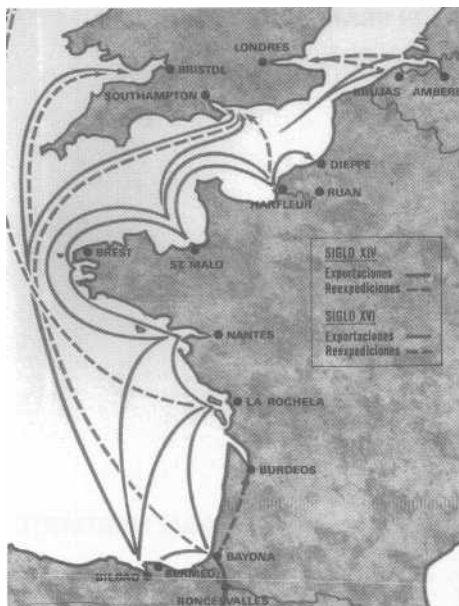 LONDRES
BRISTOL
SOUTHAMPTON
BRUJAS
AMBERE
DIEPPE
HARFLEUR
RUAN
BREST
ST. MALO
SIGLO XIV
Exportaciones
Reexpediciones
SIGLO XVI
Exportaciones
Reexpediciones
NANTES
LA ROCHELA
BURDEOS
BAYONA
BILBAO
BERMEO
RONCESVALLES